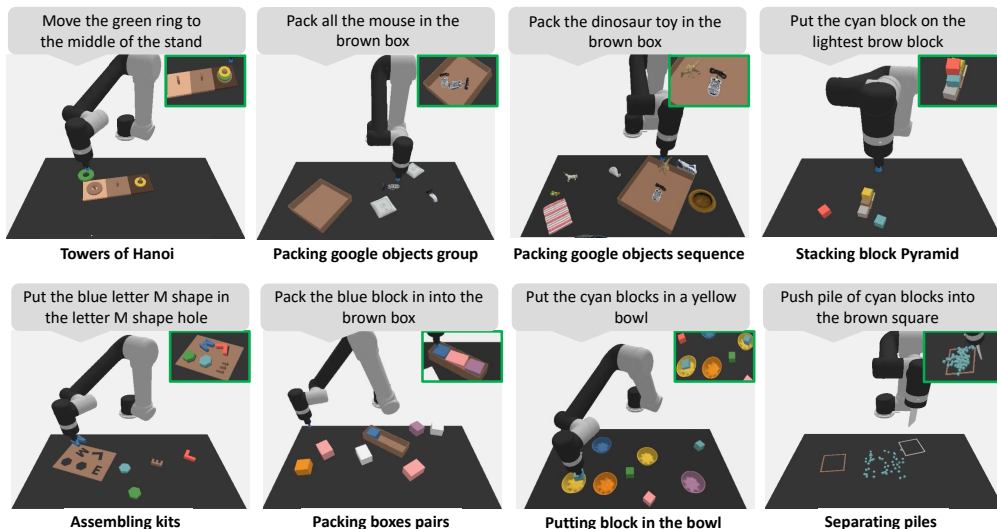 Move the green ring to
the middle of the stand
Pack all the mouse in the
brown box
Pack the dinosaur toy in the
brown box
Put the cyan block on the
lightest brow block
Towers of Hanoi
Packing google objects group
Packing google objects sequence
Stacking block Pyramid
Put the blue letter M shape in
the letter M shape hole
Pack the blue block in into the
brown box
Put the cyan blocks in a yellow
bowl
Push pile of cyan blocks into
the brown square
Assembling kits
Packing boxes pairs
Putting block in the bowl
Separating piles